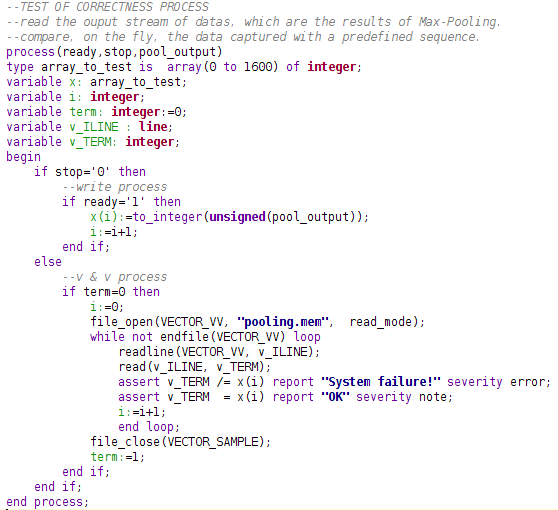 --TEST OF CORRECTNESS PROCESS
--read the ouput stream of datas, which are the results of Max-Pooling.
--compare, on the fly, the data captured with a predefined sequence.
process(ready,stop,pool_output)
type array_to_test is  array(0 to 1600) of integer;
variable x: array_to_test;
variable i: integer;
variable term: integer:=0;
variable v_ILINE : line;
variable v_TERM: integer;
begin
    if stop='0' then
        --write process
        if ready='1' then
            x(i):=to_integer(unsigned(pool_output));
            i:=i+1;
        end if;
    else
        --v & v process
        if term=0 then
            i:=0;
            file_open(VECTOR_VV, "pooling.mem",  read_mode);
            while not endfile(VECTOR_VV) loop
                readline(VECTOR_VV, v_ILINE);
                read(v_ILINE, v_TERM);
                assert v_TERM /= x(i) report "System failure!" severity error;
                assert v_TERM  = x(i) report "OK" severity note;
                i:=i+1;
                end loop;
            file_close(VECTOR_SAMPLE);
            term:=1;
        end if;
    end if;
end process;